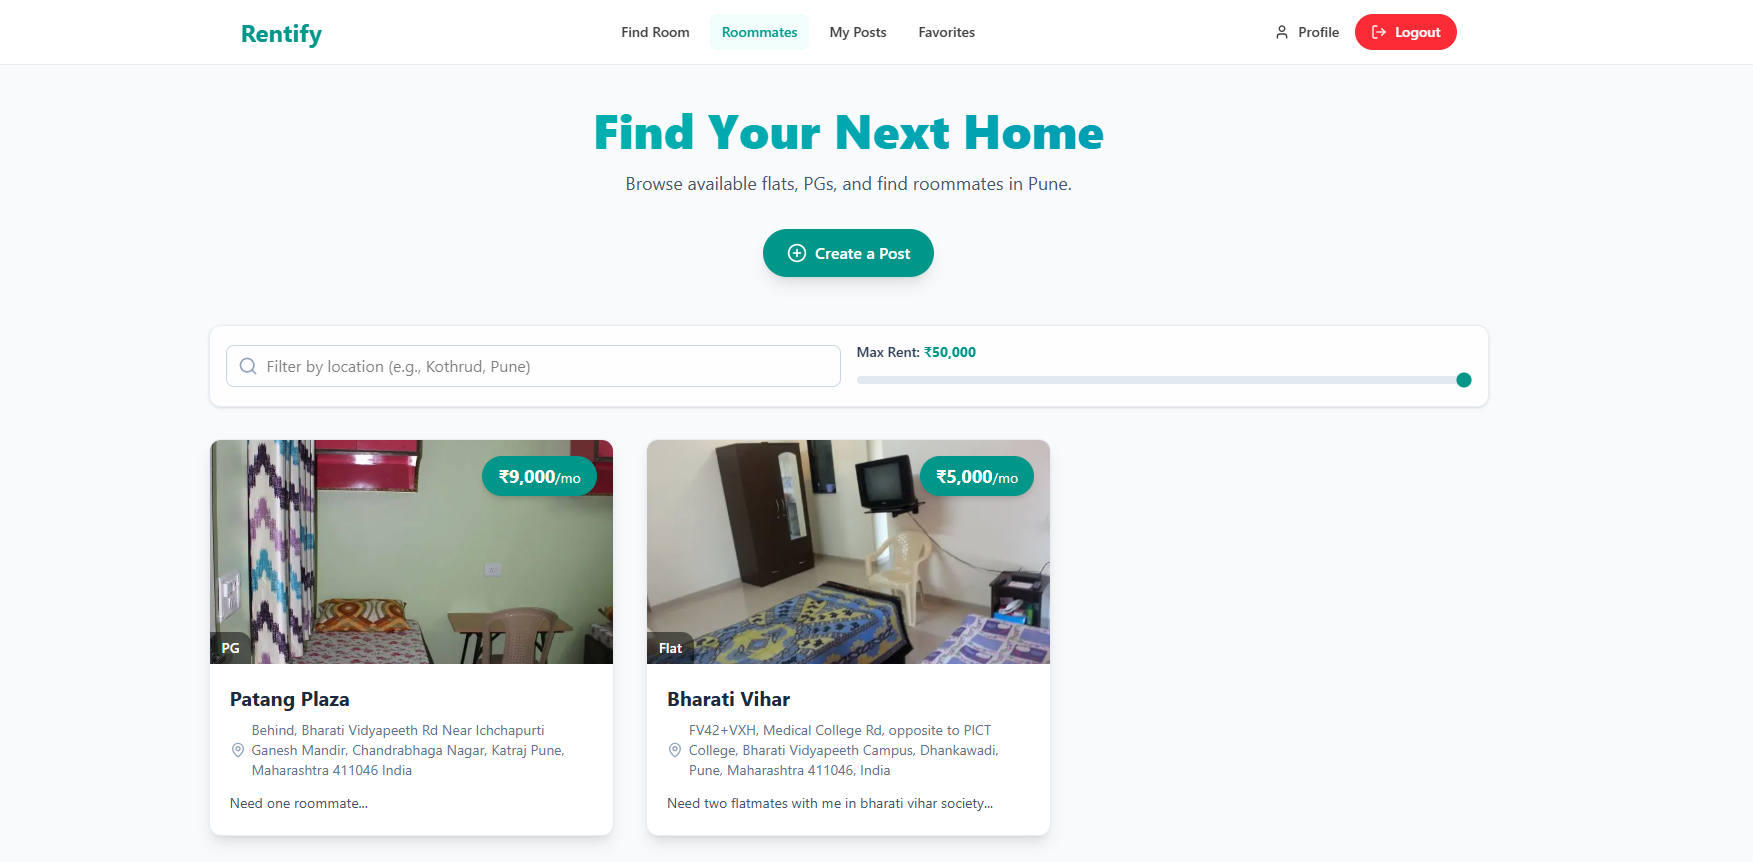 Rentify
Find Room
Roommates
My Posts
Favorites
Profile
Logout
Find Your Next Home
Browse available flats, PGs, and find roommates in Pune.
Create a Post
Filter by location (e.g., Kothrud, Pune)
Max Rent: ₹50,000
₹9,000/mo
PG
Patang Plaza
Behind, Bharati Vidyapeeth Rd Near Ichchapurti
Ganesh Mandir, Chandrabhaga Nagar, Katraj Pune,
Maharashtra 411046 India
Need one roommate...
₹5,000/mo
Flat
Bharati Vihar
FV42+VXH, Medical College Rd, opposite to PICT
College, Bharati Vidyapeeth Campus, Dhankawadi,
Pune, Maharashtra 411046, India
Need two flatmates with me in bharati vihar society...